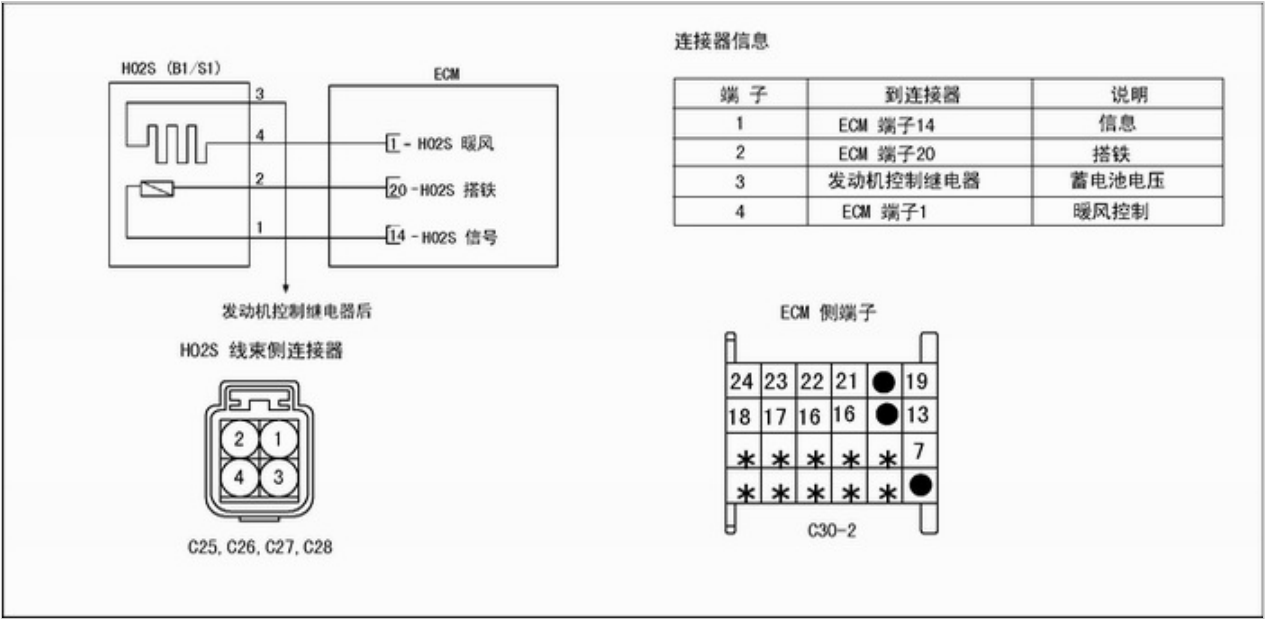 连接器信息
HO2S (B1/S1)
ECM
3
4
2
1
1 - HO2S 暖风
20 -HO2S 搭铁
14 -HO2S 信号
发动机控制继电器后
端 子 到连接器 说明
1 ECM 端子14 信息
2 ECM 端子20 搭铁
3 发动机控制继电器 蓄电池电压
4 ECM 端子1 暖风控制
HO2S 线束侧连接器
2 1
4 3
C25, C26, C27, C28
ECM 侧端子
24 23 22 21 ● 19
18 17 16 16 ● 13
* * * * * 7
* * * * * ●
C30-2